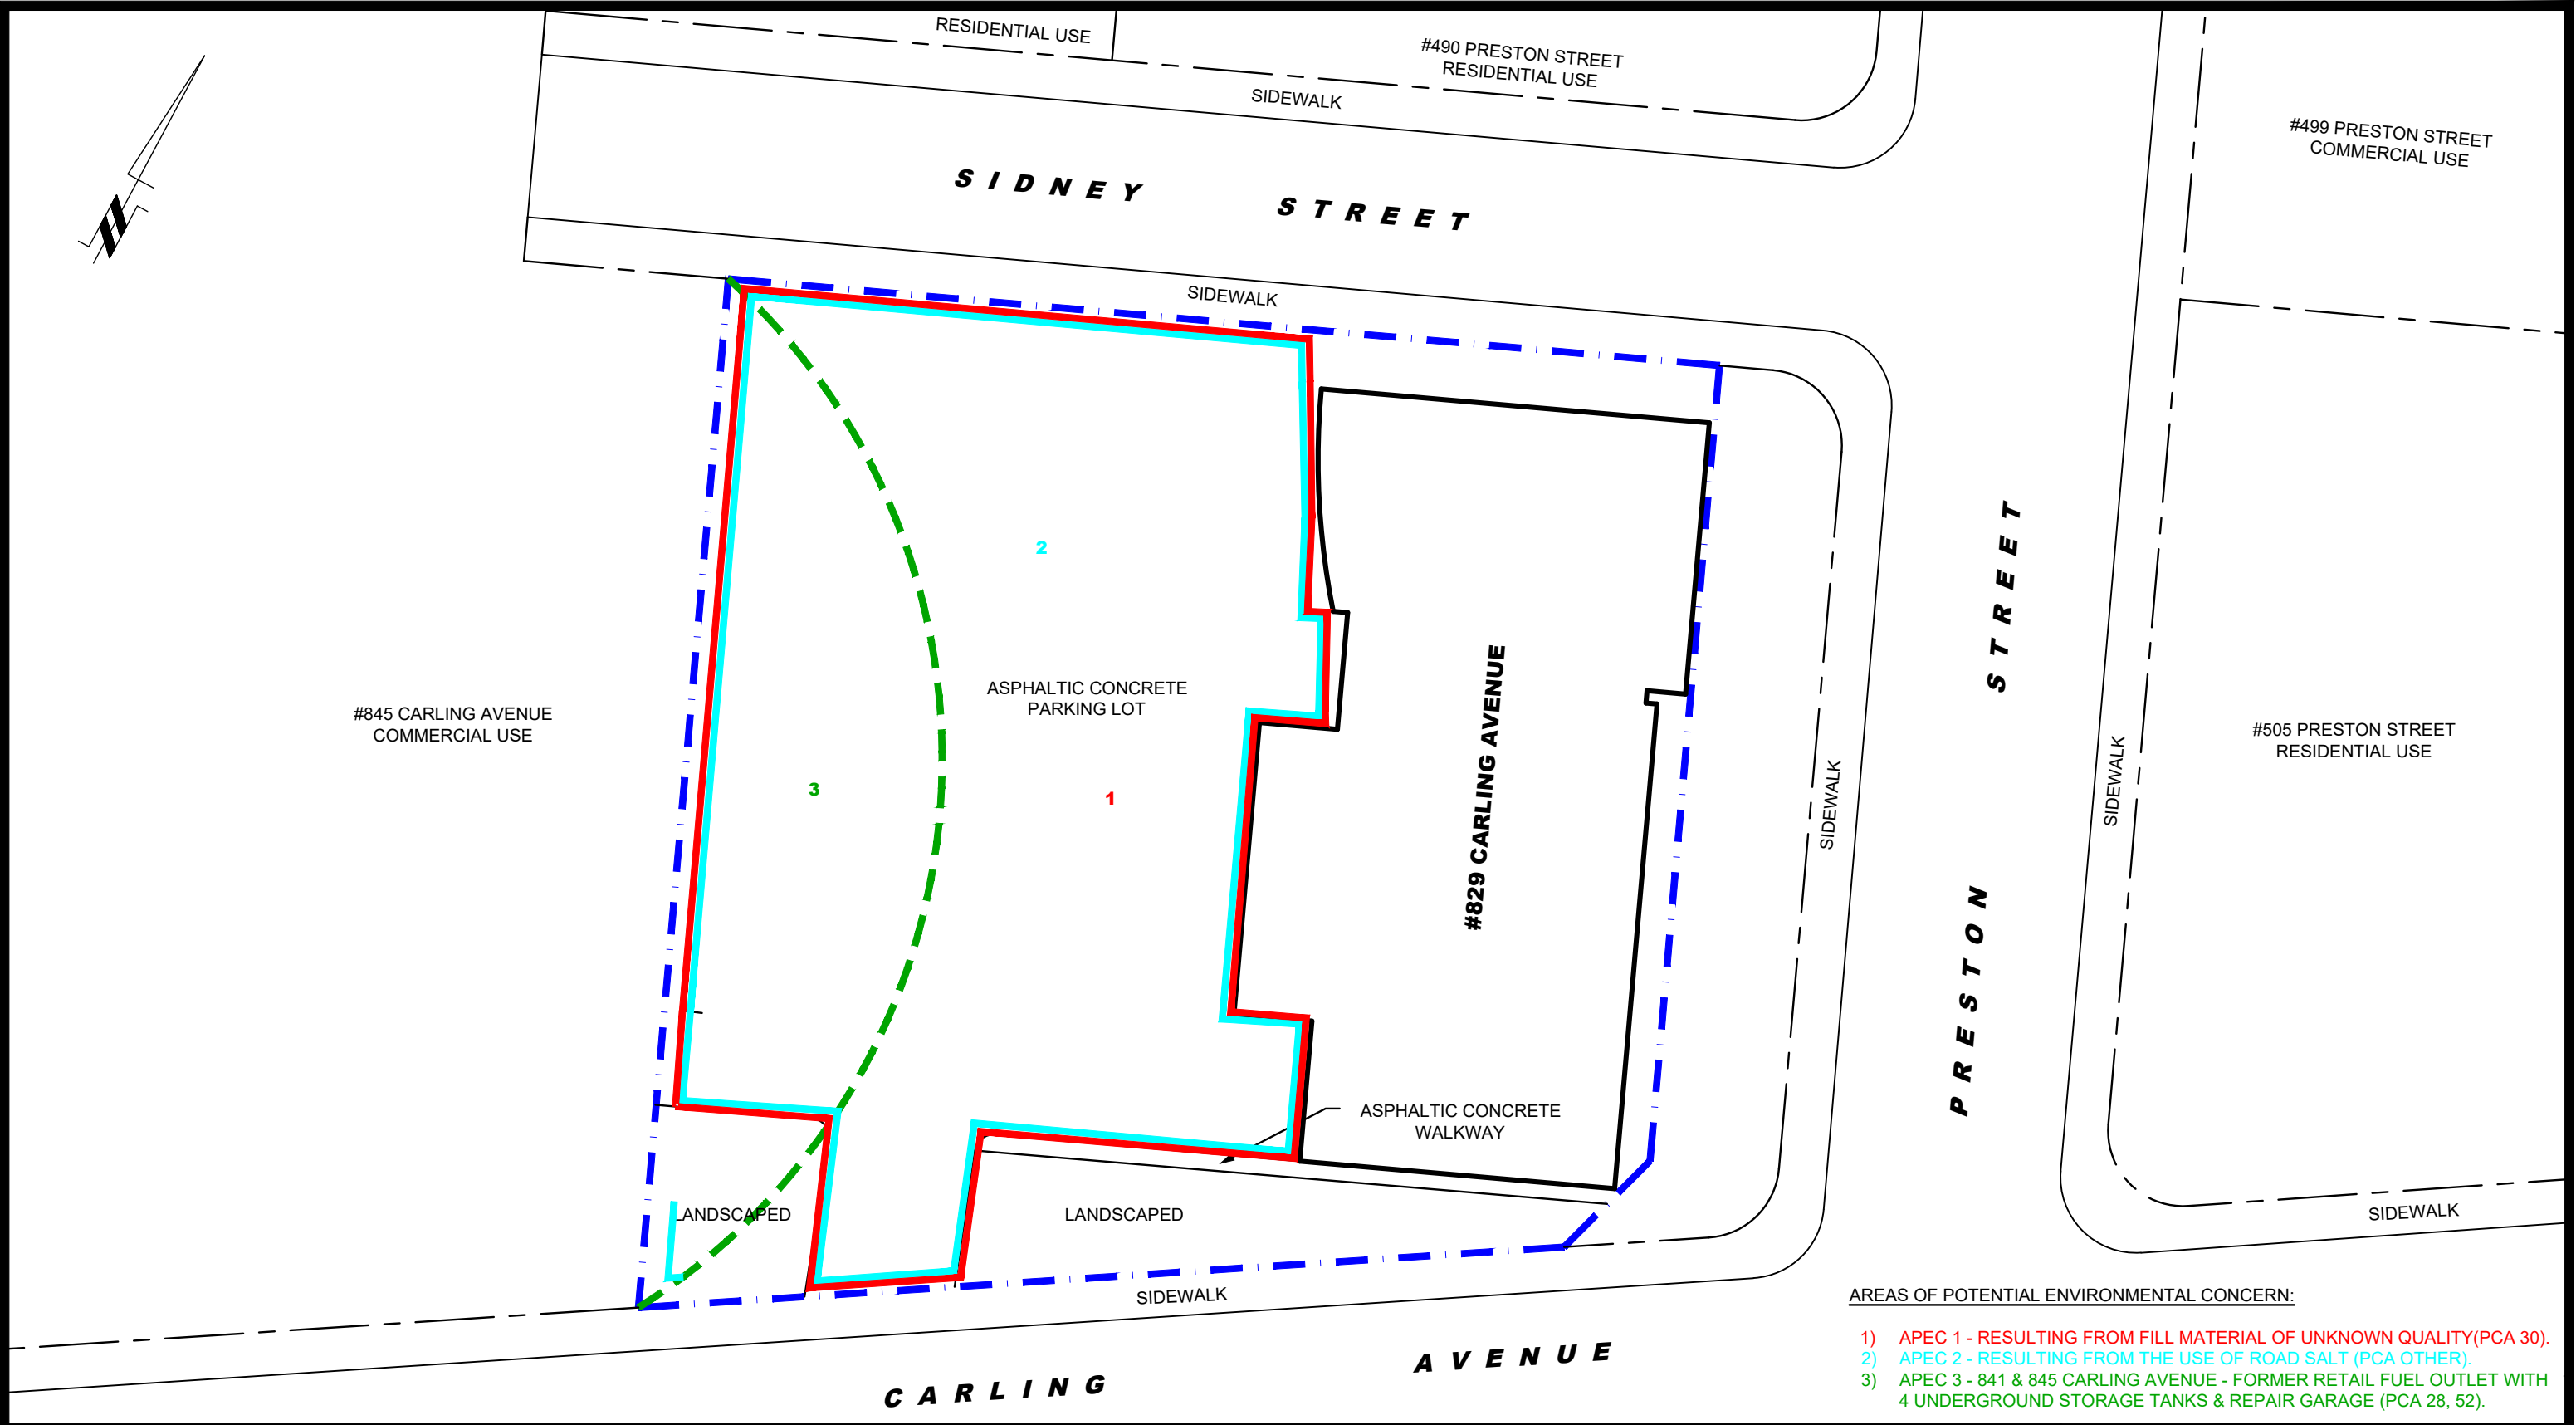 RESIDENTIAL USE
#490 PRESTON STREET
RESIDENTIAL USE
SIDEWALK
#499 PRESTON STREET
COMMERCIAL USE
SIDNEY STREET
SIDEWALK
2
PRESTON STREET
ASPHALTIC CONCRETE
PARKING LOT
#845 CARLING AVENUE
COMMERCIAL USE
#829 CARLING AVENUE
#505 PRESTON STREET
RESIDENTIAL USE
SIDEWALK
SIDEWALK
3
1
ASPHALTIC CONCRETE
WALKWAY
LANDSCAPED
LANDSCAPED
SIDEWALK
SIDEWALK
CARLING AVENUE
AREAS OF POTENTIAL ENVIRONMENTAL CONCERN:
1) APEC 1 - RESULTING FROM FILL MATERIAL OF UNKNOWN QUALITY(PCA 30).
2) APEC 2 - RESULTING FROM THE USE OF ROAD SALT (PCA OTHER).
3) APEC 3 - 841 & 845 CARLING AVENUE - FORMER RETAIL FUEL OUTLET WITH
4 UNDERGROUND STORAGE TANKS & REPAIR GARAGE (PCA 28, 52).